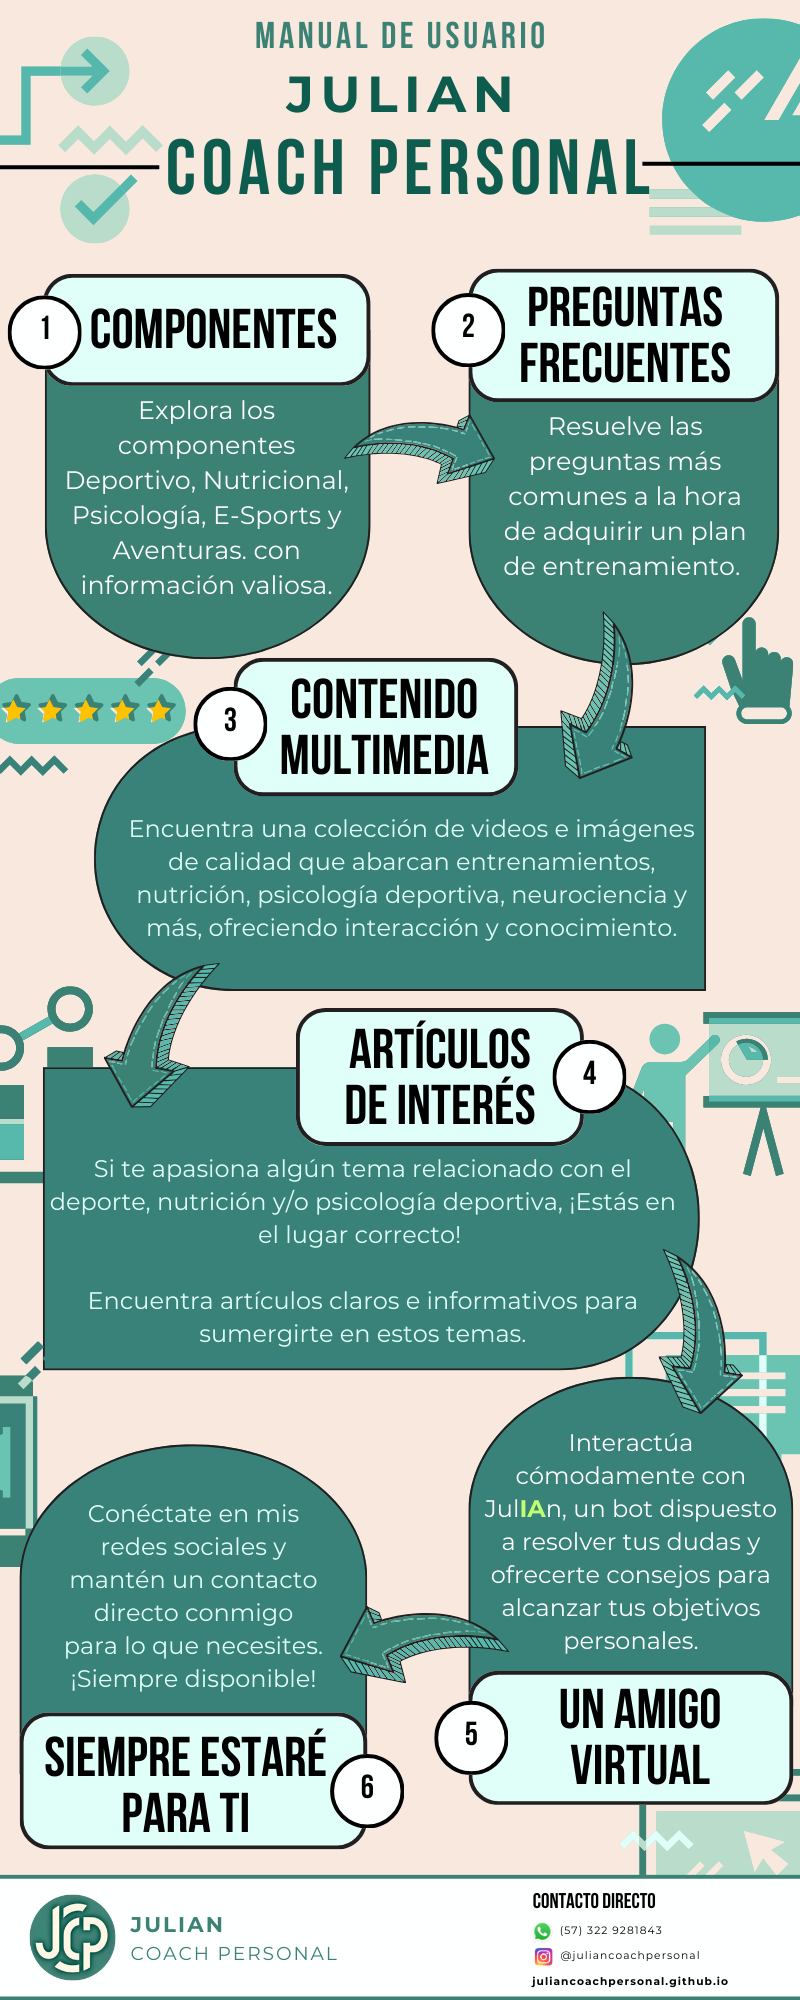 MANUAL DE USUARIO
JULIAN
COACH PERSONAL
1
COMPONENTES
Explora los
componentes
Deportivo, Nutricional,
Psicología, E-Sports y
Aventuras. con
información valiosa.
2
PREGUNTAS
FRECUENTES
Resuelve las
preguntas más
comunes a la hora
de adquirir un plan
de entrenamiento.
3
CONTENIDO
MULTIMEDIA
Encuentra una colección de videos e imágenes
de calidad que abarcan entrenamientos,
nutrición, psicología deportiva, neurociencia y
más, ofreciendo interacción y conocimiento.
ARTÍCULOS
DE INTERÉS
4
Si te apasiona algún tema relacionado con el
deporte, nutrición y/o psicología deportiva, ¡Estás en
el lugar correcto!
Encuentra artículos claros e informativos para
sumergirte en estos temas.
Interactúa
cómodamente con
JulIAn, un bot dispuesto
a resolver tus dudas y
ofrecerte consejos para
alcanzar tus objetivos
personales.
5
UN AMIGO
VIRTUAL
Conéctate en mis
redes sociales y
mantén un contacto
directo conmigo
para lo que necesites.
¡Siempre disponible!
SIEMPRE ESTARÉ
PARA TI
6
JCP
JULIAN
COACH PERSONAL
CONTACTO DIRECTO
(57) 322 9281843
@juliancoachpersonal
juliancoachpersonal.github.io